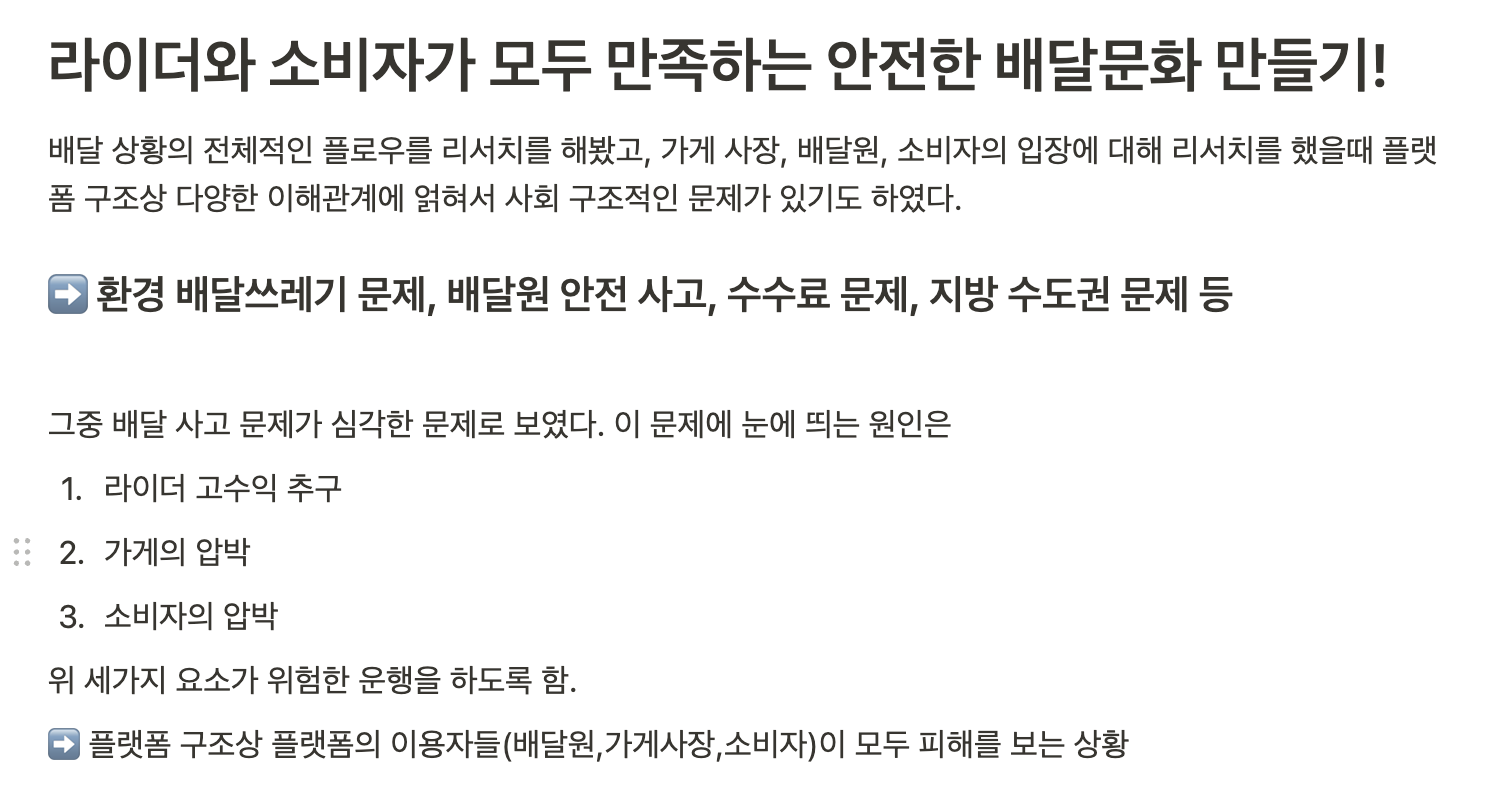 라이더와 소비자가 모두 만족하는 안전한 배달문화 만들기!
배달 상황의 전체적인 플로우를 리서치를 해봤고, 가게 사장, 배달원, 소비자의 입장에 대해 리서치를 했을때 플랫
폼 구조상 다양한 이해관계에 얽혀서 사회 구조적인 문제가 있기도 하였다.
➡️ 환경 배달쓰레기 문제, 배달원 안전 사고, 수수료 문제, 지방 수도권 문제 등
그중 배달 사고 문제가 심각한 문제로 보였다. 이 문제에 눈에 띄는 원인은
1. 라이더 고수익 추구
2. 가게의 압박
3. 소비자의 압박
위 세가지 요소가 위험한 운행을 하도록 함.
➡️ 플랫폼 구조상 플랫폼의 이용자들(배달원,가게사장,소비자)이 모두 피해를 보는 상황